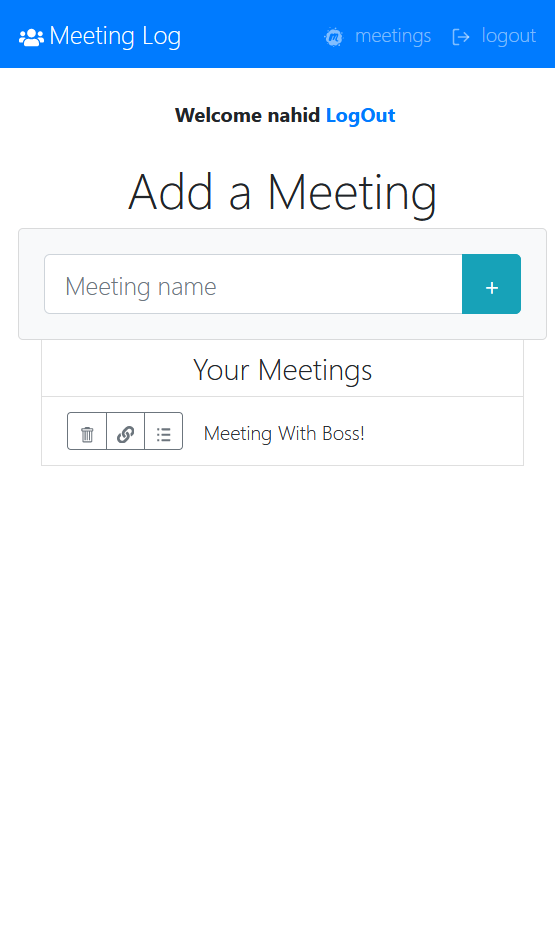 Meeting Log meetings logout
Welcome nahid LogOut
Add a Meeting
Meeting name +
Your Meetings
Meeting With Boss!